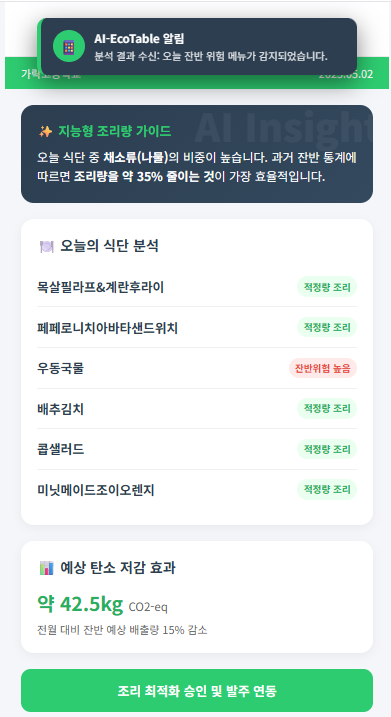 AI-EcoTable 알림
분석 결과 수신: 오늘 잔반 위험 메뉴가 감지되었습니다.
2025.05.02
AI Insight
지능형 조리량 가이드
오늘 식단 중 채소류(나물)의 비중이 높습니다. 과거 잔반 통계에
따르면 조리량을 약 35% 줄이는 것이 가장 효율적입니다.
오늘의 식단 분석
목살필라프&계란후라이 적정량 조리
페페로니치아바타샌드위치 적정량 조리
우동국물 잔반위험 높음
배추김치 적정량 조리
콥샐러드 적정량 조리
미닛메이드조이오렌지 적정량 조리
예상 탄소 저감 효과
약 42.5kg CO2-eq
전월 대비 잔반 예상 배출량 15% 감소
조리 최적화 승인 및 발주 연동